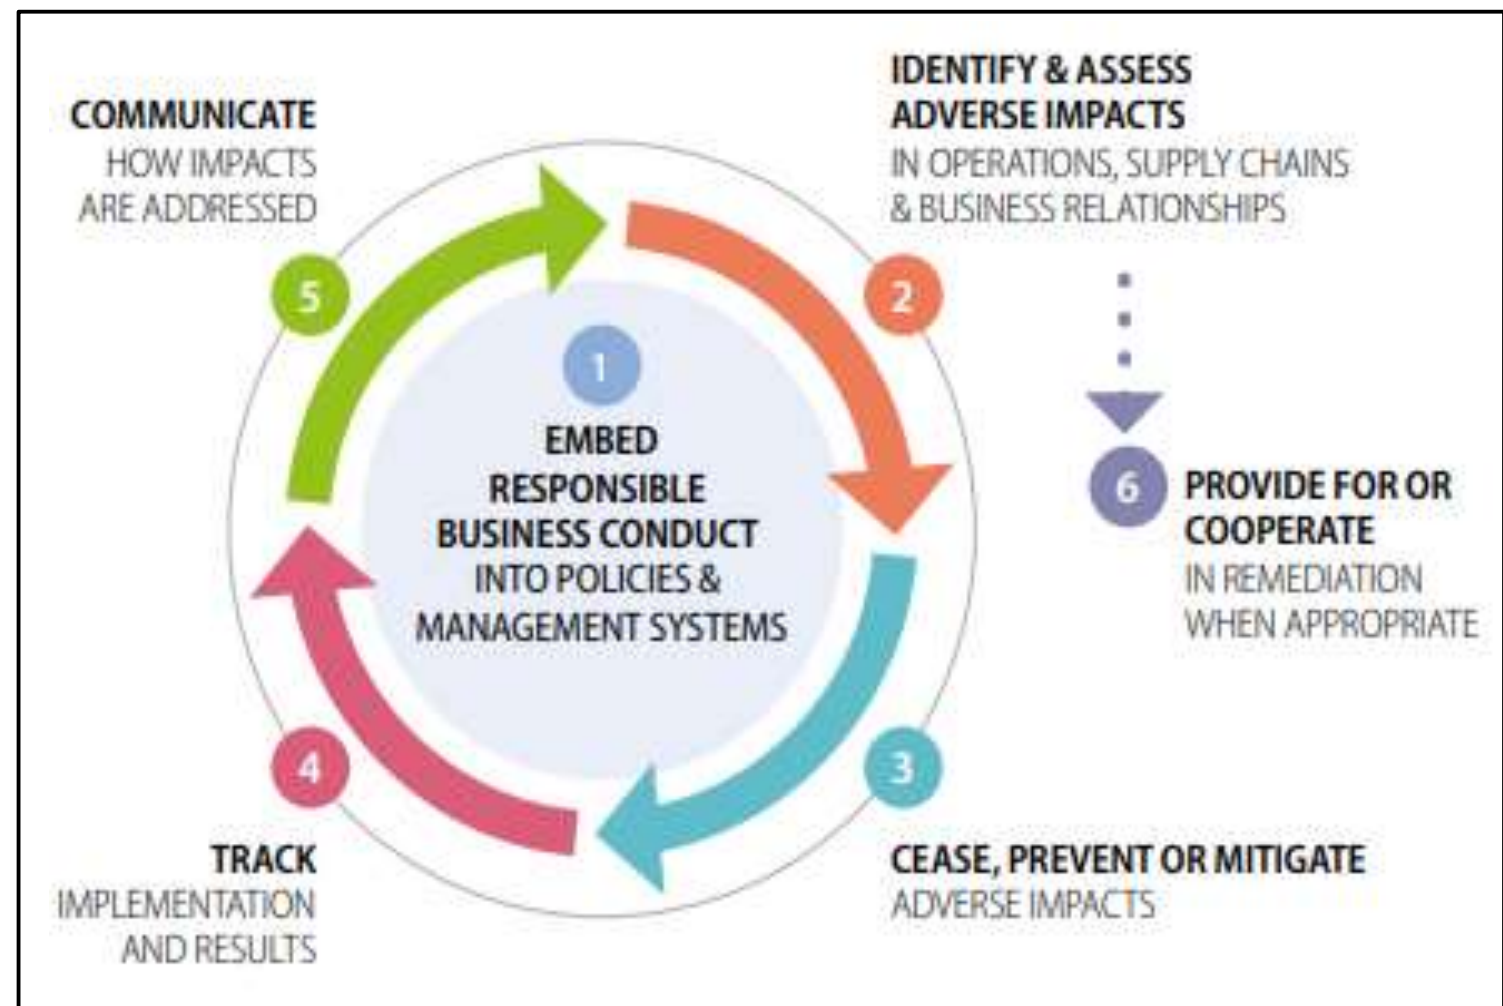 1
EMBED
RESPONSIBLE
BUSINESS CONDUCT
INTO POLICIES &
MANAGEMENT SYSTEMS
2
IDENTIFY & ASSESS
ADVERSE IMPACTS
IN OPERATIONS, SUPPLY CHAINS
& BUSINESS RELATIONSHIPS
3
CEASE, PREVENT OR MITIGATE
ADVERSE IMPACTS
4
TRACK
IMPLEMENTATION
AND RESULTS
5
COMMUNICATE
HOW IMPACTS
ARE ADDRESSED
6
PROVIDE FOR OR
COOPERATE
IN REMEDIATION
WHEN APPROPRIATE